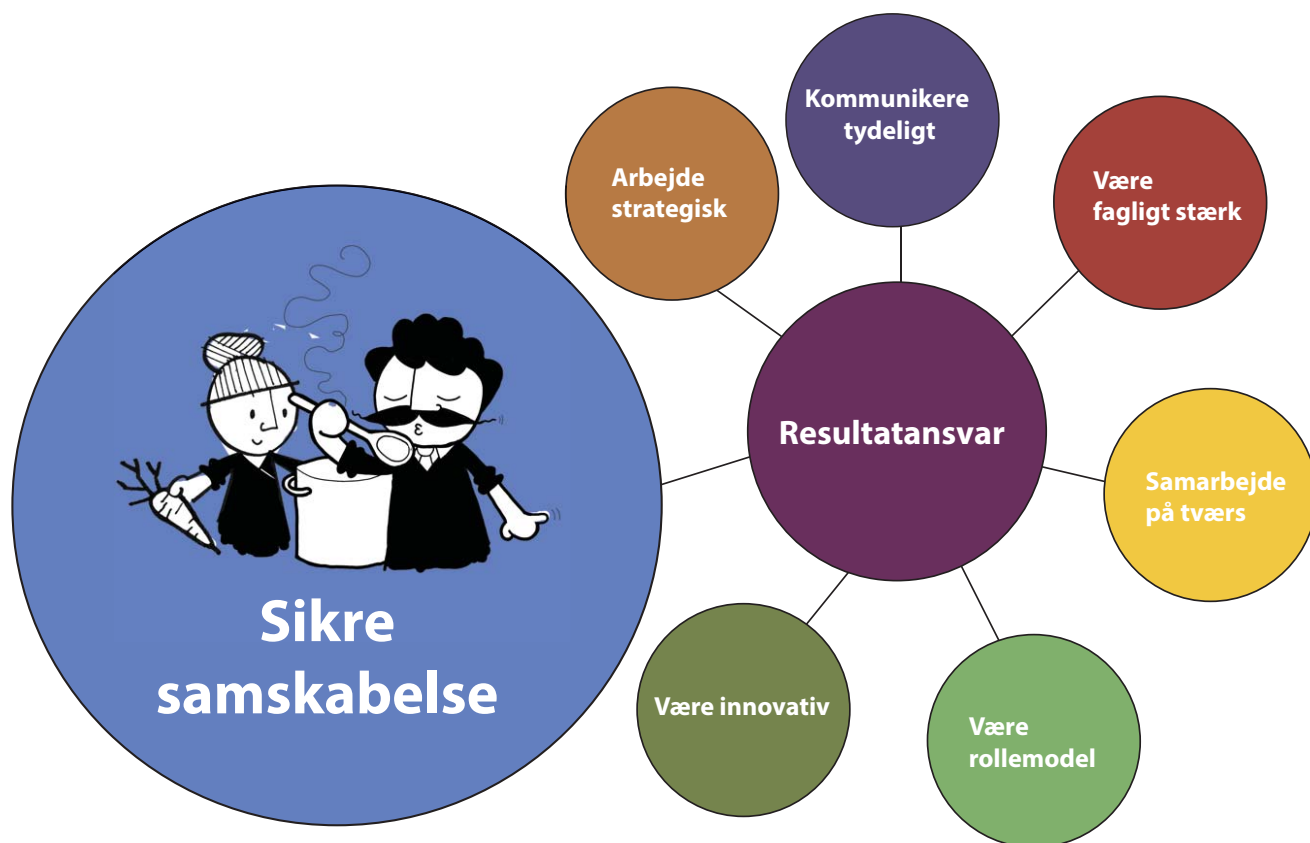 Kommunikere
tydeligt
Arbejde
strategisk
Være
fagligt stærk
Resultatansvar
Samarbejde
på tværs
Sikre
samskabelse
Være innovativ
Være
rollemodel